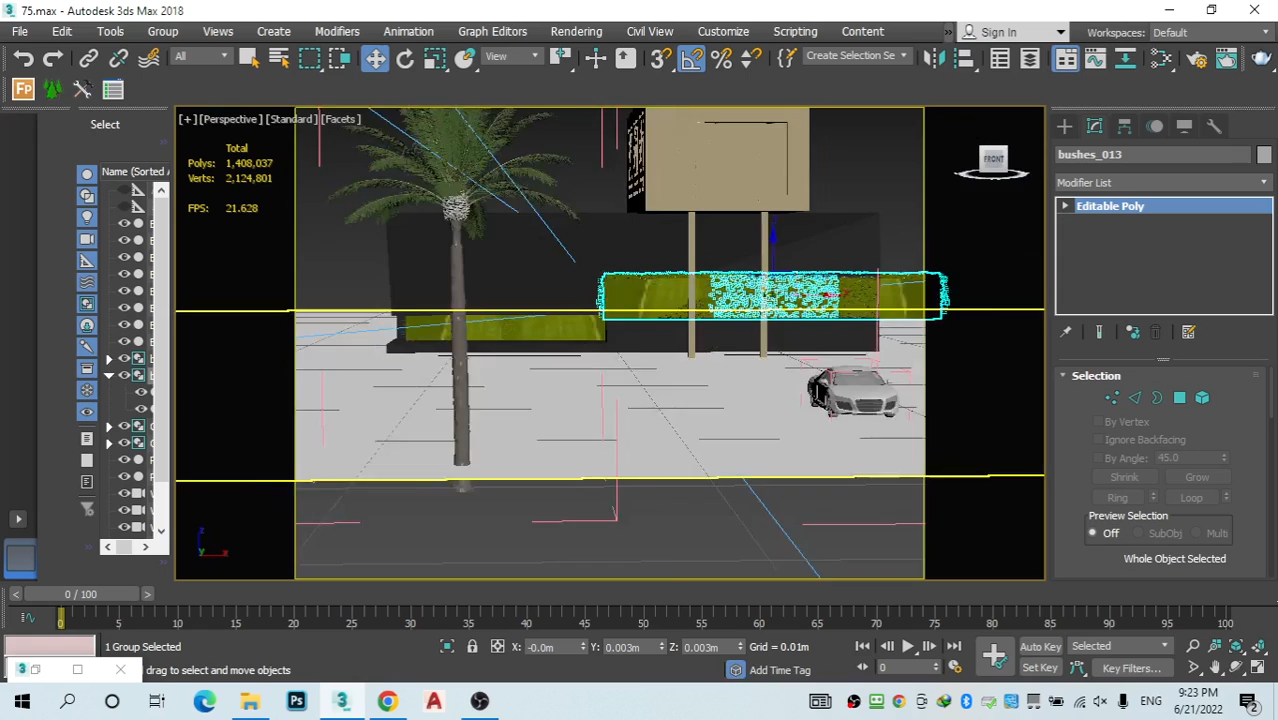 75.max - Autodesk 3ds Max 2018
File Edit Tools Group Views Create Modifiers Animation Graph Editors Rendering Civil View Customize Scripting Content » Sign In Workspaces: Default
All View Create Selection Se
Select
[+] [Perspective] [Standard] [Facets]
Total
Polys: 1,408,037
Verts: 2,124,801
FPS: 21.628
FRONT
Name (Sorted A
bushes_013
Modifier List
Editable Poly
Selection
By Vertex
Ignore Backfacing
By Angle: 45.0
Shrink Grow
Ring Loop
Preview Selection
Off SubObj Multi
Whole Object Selected
< 0 / 100 >
0 5 10 15 20 25 30 35 40 45 50 55 60 65 70 75 80 85 90 95 100
1 Group Selected X: -0.0m Y: 0.003m Z: 0.003m Grid = 0.01m Auto Key Selected
drag to select and move objects Add Time Tag 0 Set Key Key Filters...
ENG 9:23 PM
6/21/2022